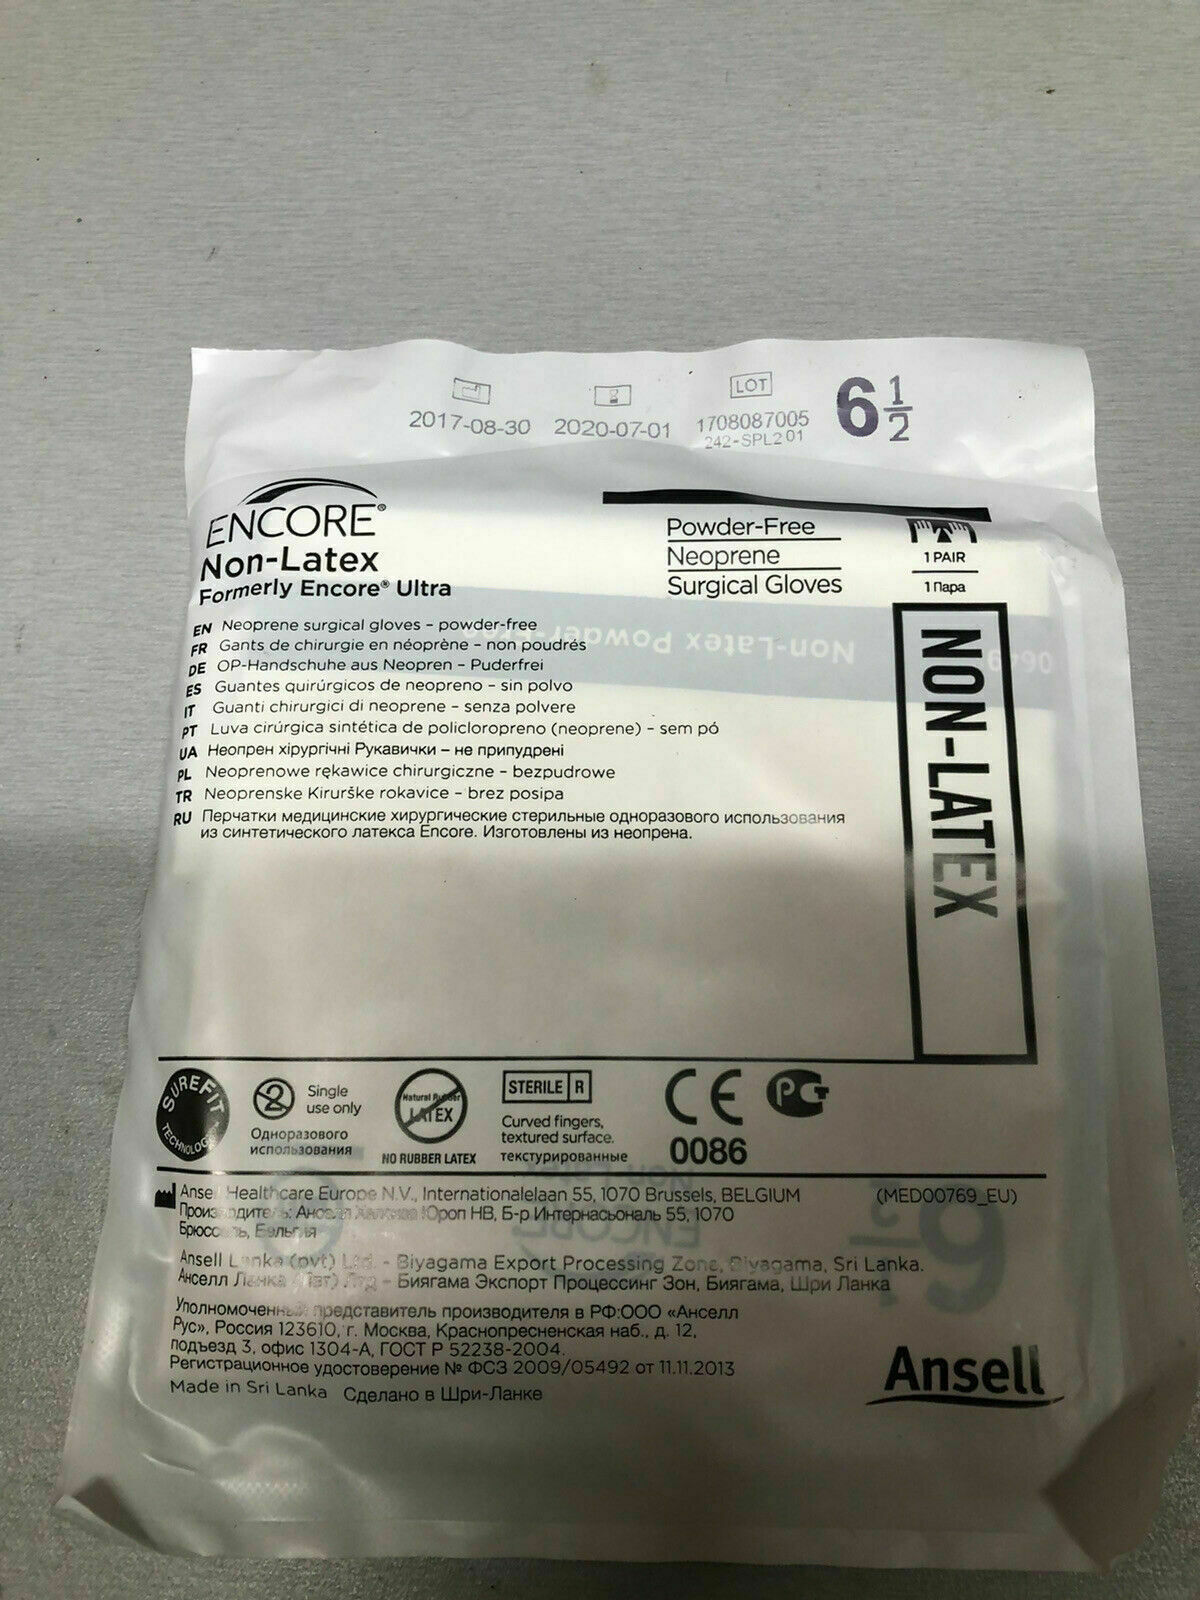 2017-08-30 2020-07-01 LOT 1708087005 6 1/2
242-SPL201
ENCORE®
Non-Latex
Formerly Encore® Ultra
Powder-Free
Neoprene
Surgical Gloves
1 PAIR
1 Пара
NON-LATEX
Non-Latex Powder-Free
EN Neoprene surgical gloves – powder-free
FR Gants de chirurgie en néoprène – non poudrés
DE OP-Handschuhe aus Neopren – Puderfrei
ES Guantes quirúrgicos de neopreno – sin polvo
IT Guanti chirurgici di neoprene – senza polvere
PT Luva cirúrgica sintética de policloropreno (neoprene) – sem pó
UA Неопрен хірургічні Рукавички – не припудрені
PL Neoprenowe rękawice chirurgiczne – bezpudrowe
TR Neoprenske Kirurške rokavice – brez posipa
RU Перчатки медицинские хирургические стерильные одноразового использования
из синтетического латекса Encore. Изготовлены из неопрена.
SUREFIT
TECHNOLOGY
2
Single
use only
Одноразового
использования
Natural Rubber
LATEX
NO RUBBER LATEX
STERILE R
Curved fingers,
textured surface.
текстурированные
CE
0086
РСТ
Ansell Healthcare Europe N.V., Internationalelaan 55, 1070 Brussels, BELGIUM (MED00769_EU)
Производитель: Ансэлл Юроп НВ, Б-р Интернасьональ 55, 1070
Брюссель, Бельгия
Ansell Lanka (pvt) Ltd. - Biyagama Export Processing Zone, Biyagama, Sri Lanka.
Анселл Ланка (Пвт) Лтд – Биягама Экспорт Процессинг Зон, Биягама, Шри Ланка
Уполномоченный представитель производителя в РФ:ООО «Анселл
Рус», Россия 123610, г. Москва, Краснопресненская наб., д. 12,
подъезд 3, офис 1304-А, ГОСТ Р 52238-2004.
Регистрационное удостоверение № ФСЗ 2009/05492 от 11.11.2013
Made in Sri Lanka Сделано в Шри-Ланке
Ansell